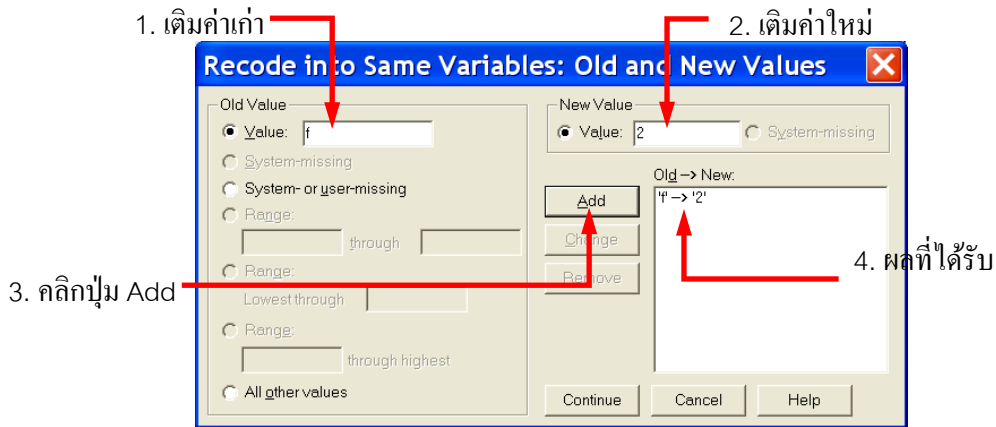 1. เติมค่าเก่า
2. เติมค่าใหม่
Recode into Same Variables: Old and New Values
Old Value
Value: f
System-missing
System- or user-missing
Range:
through
Range:
Lowest through
Range:
through highest
All other values
New Value
Value: 2
System-missing
Old --> New:
'f' --> '2'
Add
Change
Remove
3. คลิกปุ่ม Add
4. ผลที่ได้รับ
Continue
Cancel
Help